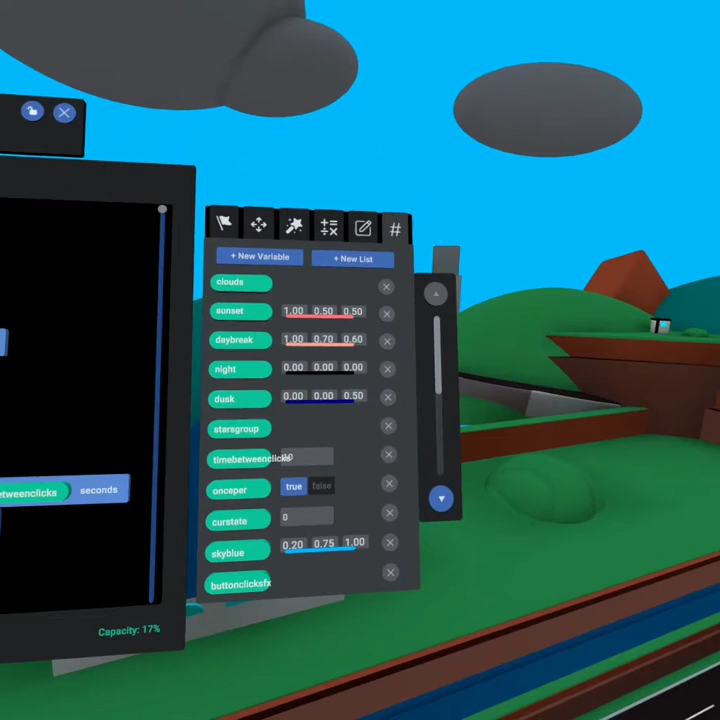 #
+ New Variable + New List
clouds
sunset 1.00 0.50 0.50
daybreak 1.00 0.70 0.60
night 0.00 0.00 0.00
dusk 0.00 0.00 0.50
starsgroup
timebetweenclicks
onceper true false
curstate 0
skyblue 0.20 0.75 1.00
buttonclicksfx
etweenclicks seconds
Capacity: 17%